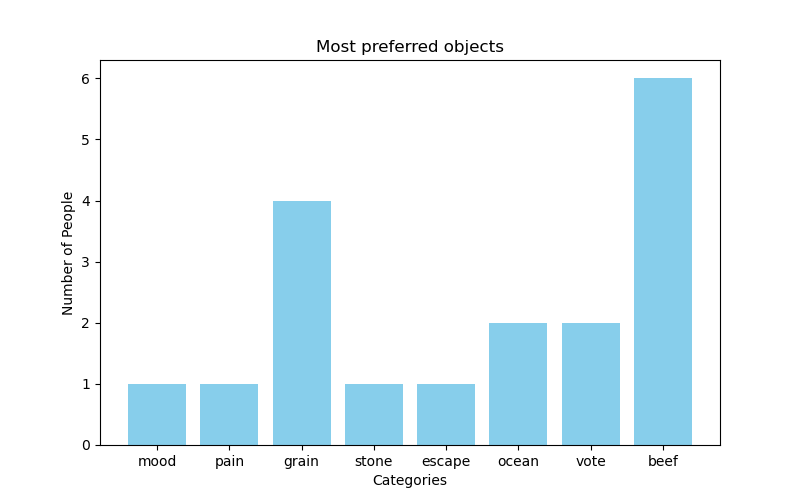 Most preferred objects
Number of People
6
5
4
3
2
1
0
mood pain grain stone escape ocean vote beef
Categories